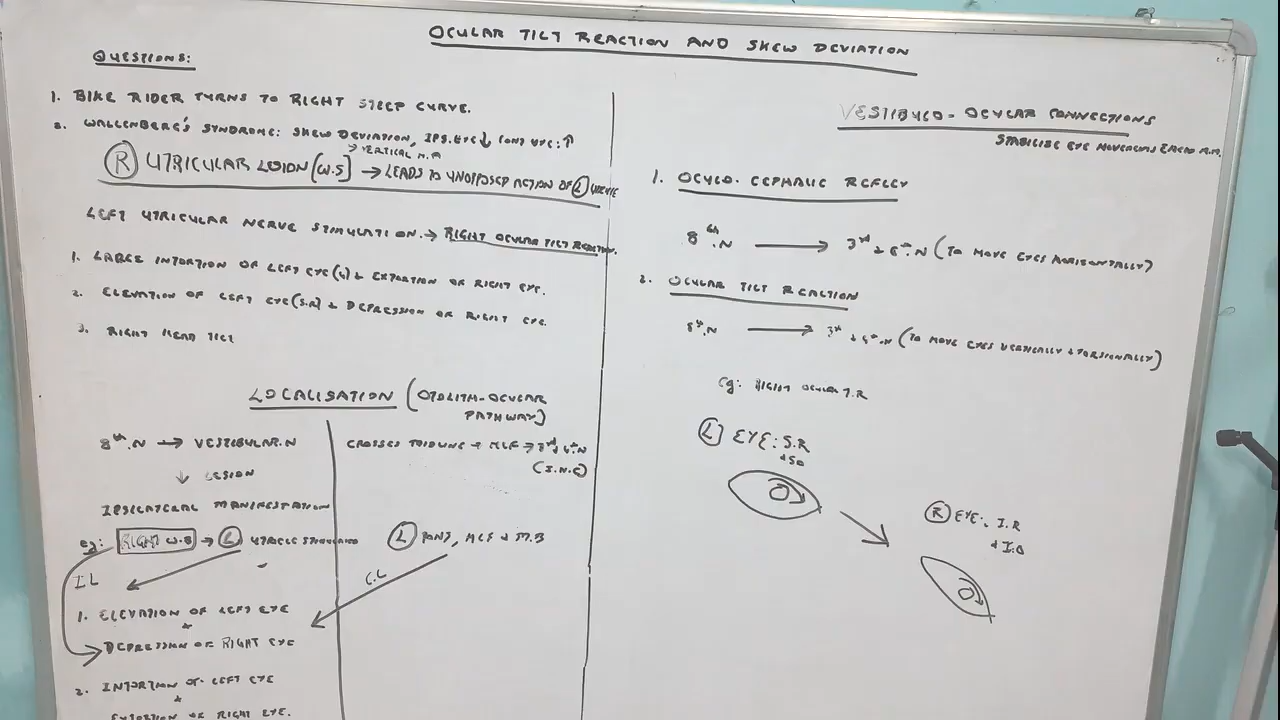 OCULAR TILT REACTION AND SKEW DEVIATION
QUESTIONS:
1. BIKE RIDER TURNS TO RIGHT STEEP CURVE.
2. WALLENBERG'S SYNDROME: SKEW DEVIATION, IPS.EYE↓ CONT EYE:↑
→ VERTICAL M.A
(R) UTRICULAR LESION [W.S] → LEADS TO UNOPPOSED ACTION OF (L) UTRICLE
LEFT UTRICULAR NERVE STIMULATION → RIGHT OCULAR TILT REACTION.
1. LARGE INTORTION OF LEFT EYE & EXTORTION OF RIGHT EYE.
2. ELEVATION OF LEFT EYE (S.R) & DEPRESSION OF RIGHT EYE.
3. RIGHT HEAD TILT
LOCALISATION (OTOLITH-OCULAR
PATHWAY)
8th.N → VESTIBULAR.N
↓ LESION
IPSILATERAL MANIFESTATION
eg: RIGHT W.S → (L) UTRICLE
IL
1. ELEVATION OF LEFT EYE
+
DEPRESSION OF RIGHT EYE
2. INTORTION OF LEFT EYE
+
EXTORTION OF RIGHT EYE.
CROSSES MIDLINE → MLF → 3rd & 4th.N
(I.N.C)
(L) PONS, MLF & M.B
C.L
VESTIBULO-OCULAR CONNECTIONS
STABILISE EYE MOVEMENTS
1. OCULO-CEPHALIC REFLEX
8th.N → 3rd & 6th.N (TO MOVE EYES HORIZONTALLY)
2. OCULAR TILT REACTION
8th.N → 3rd & 4th.N (TO MOVE EYES VERTICALLY & TORSIONALLY)
Eg: RIGHT OCULAR T.R
(L) EYE: S.R
& SO
(R) EYE: I.R
& I.O